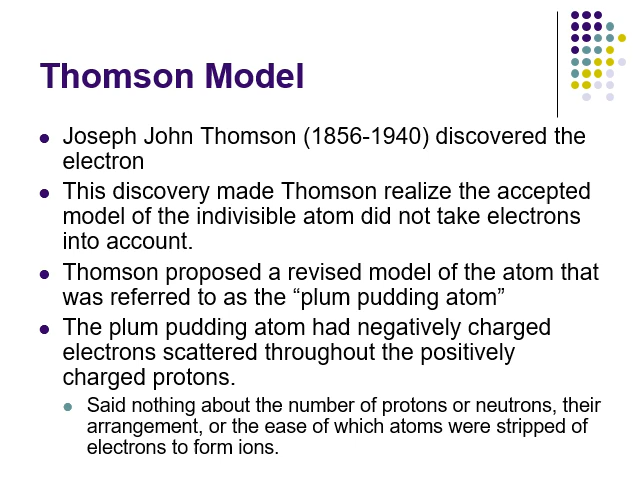 Thomson Model
Joseph John Thomson (1856-1940) discovered the
electron
This discovery made Thomson realize the accepted
model of the indivisible atom did not take electrons
into account.
Thomson proposed a revised model of the atom that
was referred to as the “plum pudding atom”
The plum pudding atom had negatively charged
electrons scattered throughout the positively
charged protons.
Said nothing about the number of protons or neutrons, their
arrangement, or the ease of which atoms were stripped of
electrons to form ions.